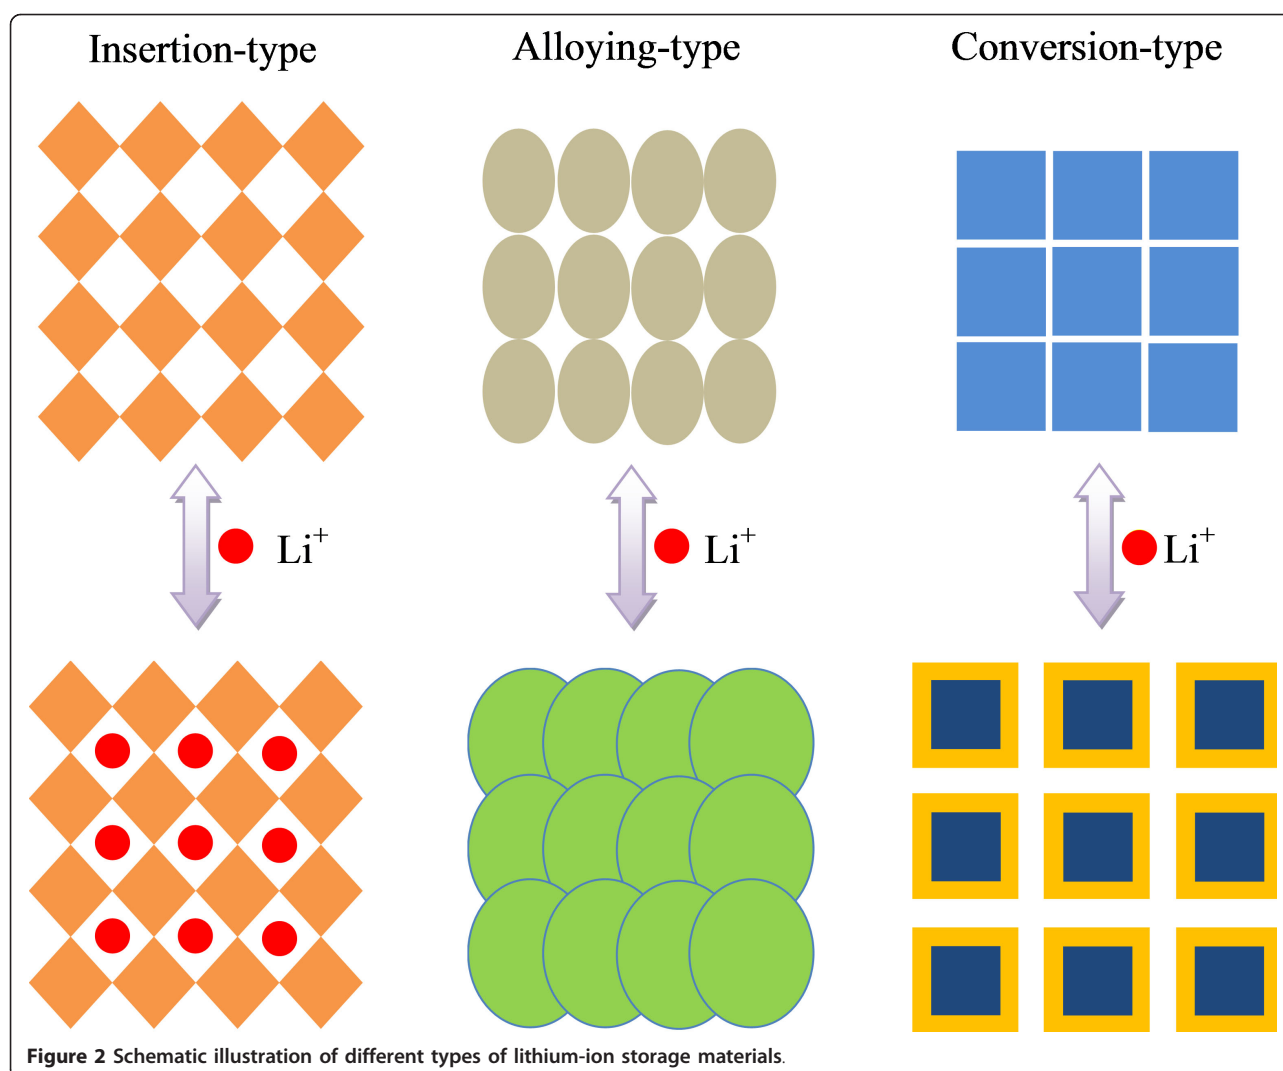 Insertion-type
Alloying-type
Conversion-type
Li⁺
Li⁺
Li⁺
Figure 2 Schematic illustration of different types of lithium-ion storage materials.